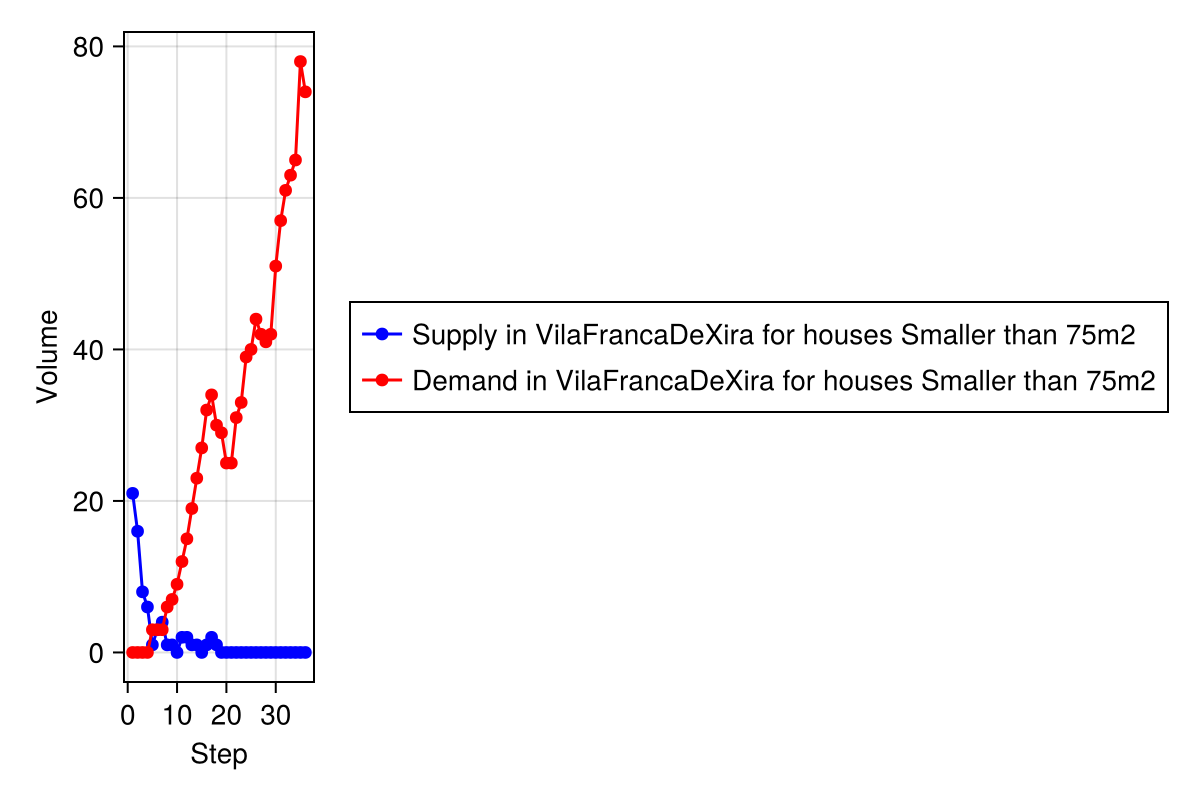 80
60
40
20
0
Volume
0 10 20 30
Step
Supply in VilaFrancaDeXira for houses Smaller than 75m2
Demand in VilaFrancaDeXira for houses Smaller than 75m2